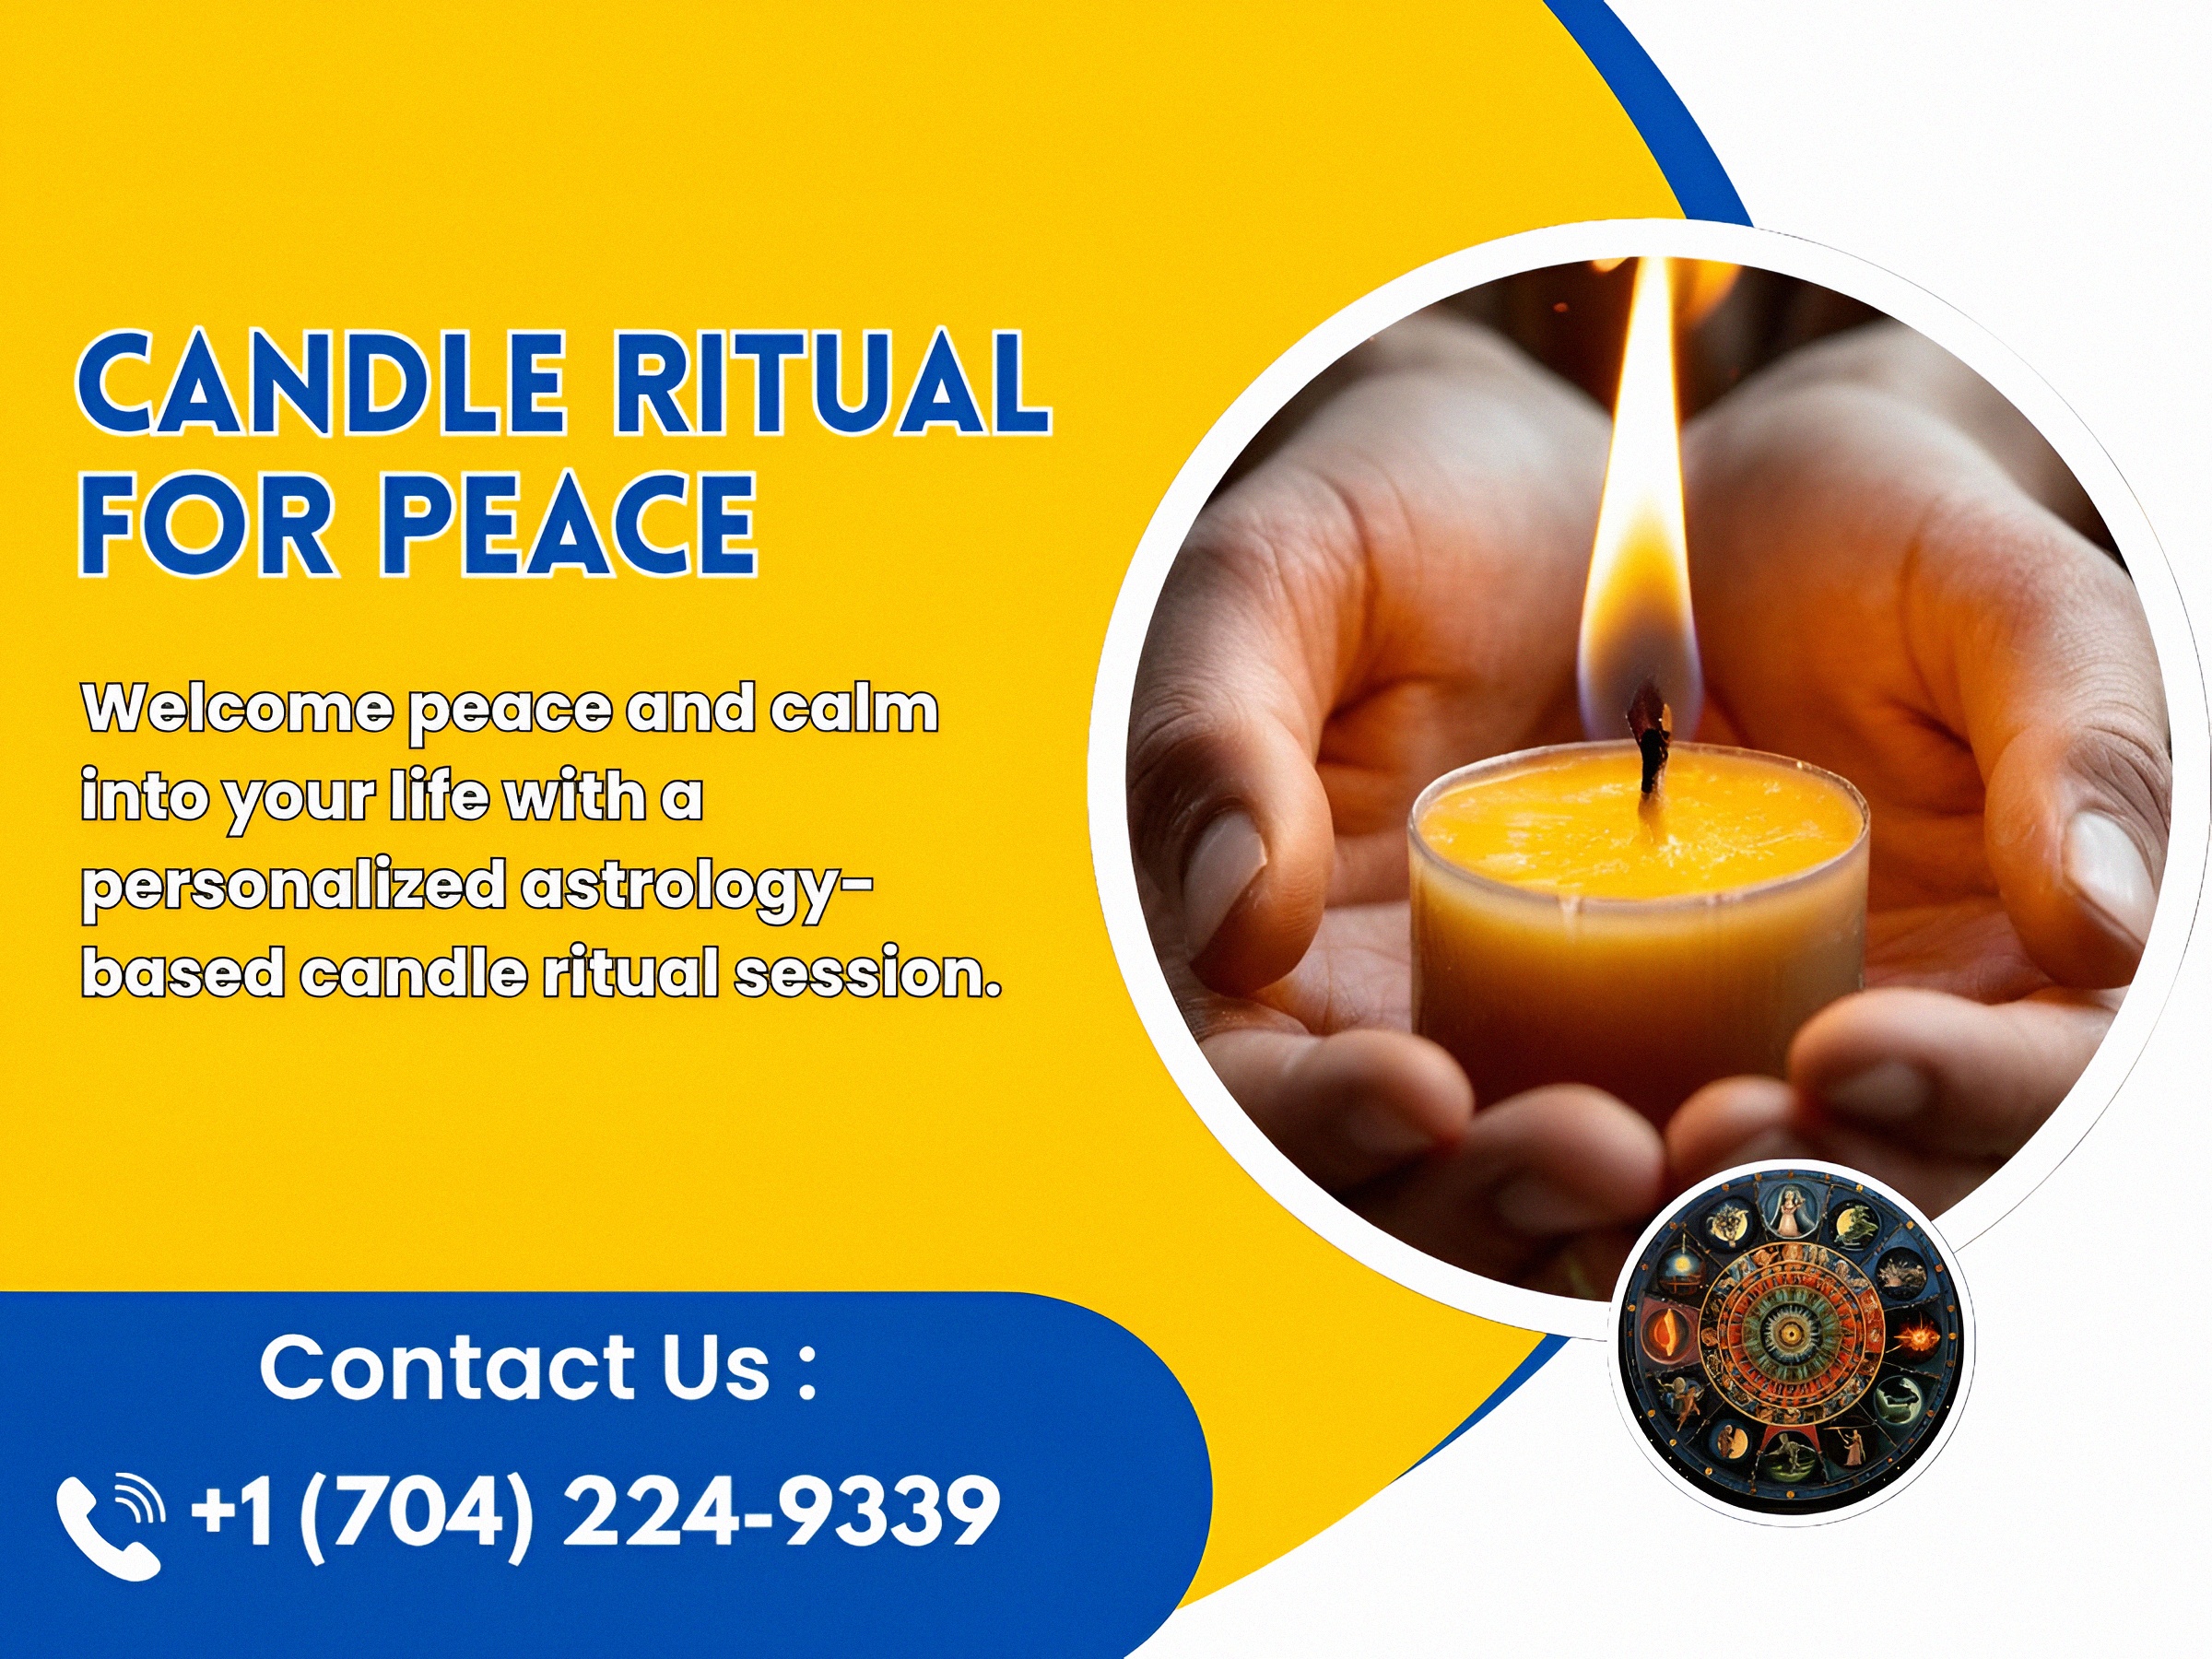 CANDLE RITUAL
FOR PEACE
Welcome peace and calm
into your life with a
personalized astrology-
based candle ritual session.
Contact Us :
+1 (704) 224-9339